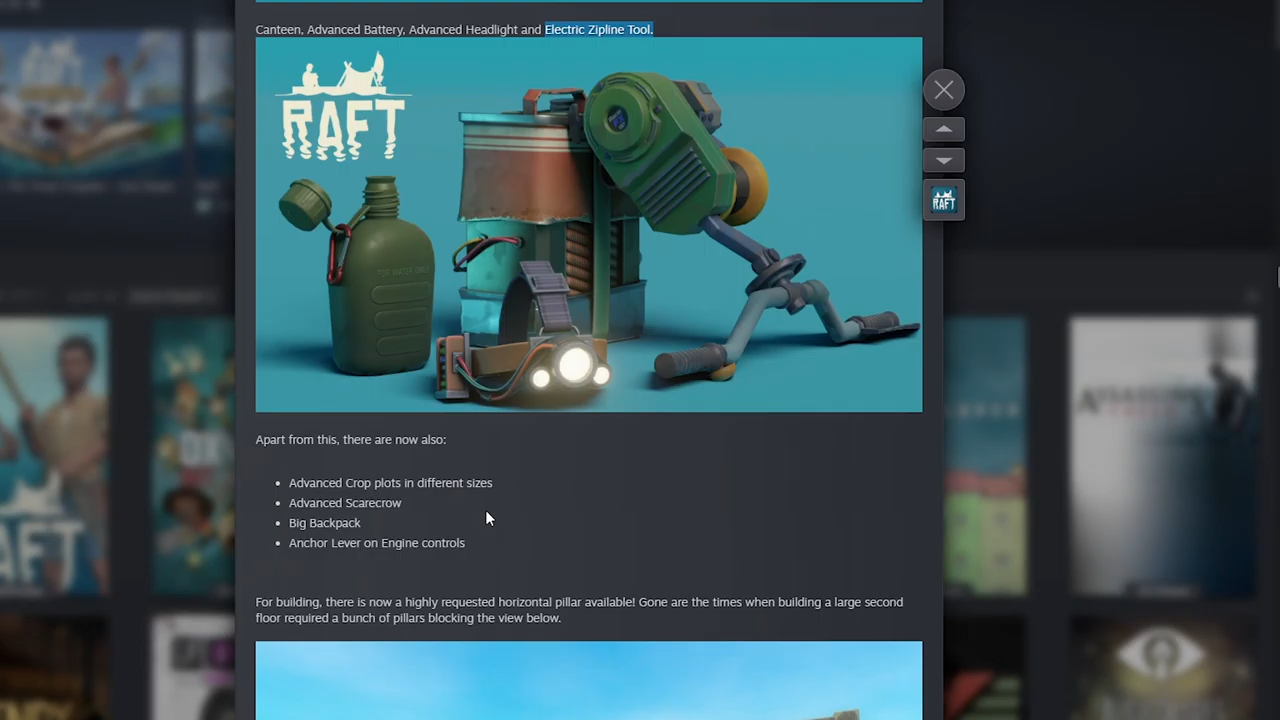 Canteen, Advanced Battery, Advanced Headlight and Electric Zipline Tool.
RAFT
FOR WATER ONLY
RAFT
Apart from this, there are now also:
Advanced Crop plots in different sizes
Advanced Scarecrow
Big Backpack
Anchor Lever on Engine controls
For building, there is now a highly requested horizontal pillar available! Gone are the times when building a large second
floor required a bunch of pillars blocking the view below.